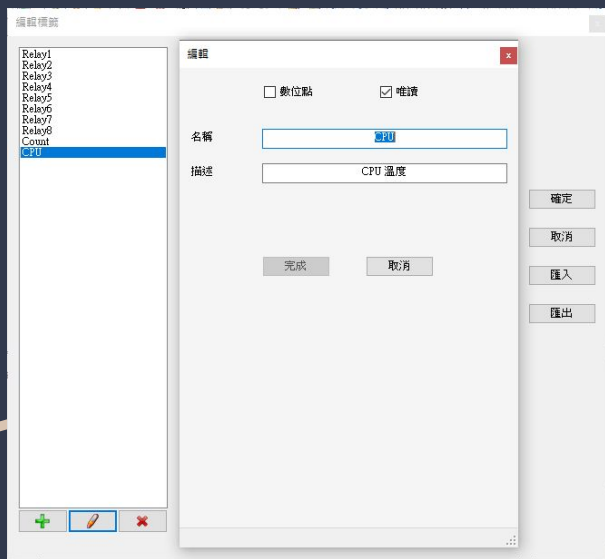 編輯標籤
Relay1
Relay2
Relay3
Relay4
Relay5
Relay6
Relay7
Relay8
Count
CPU
編輯
數位點
唯讀
名稱
CPU
描述
CPU 溫度
完成
取消
確定
取消
匯入
匯出